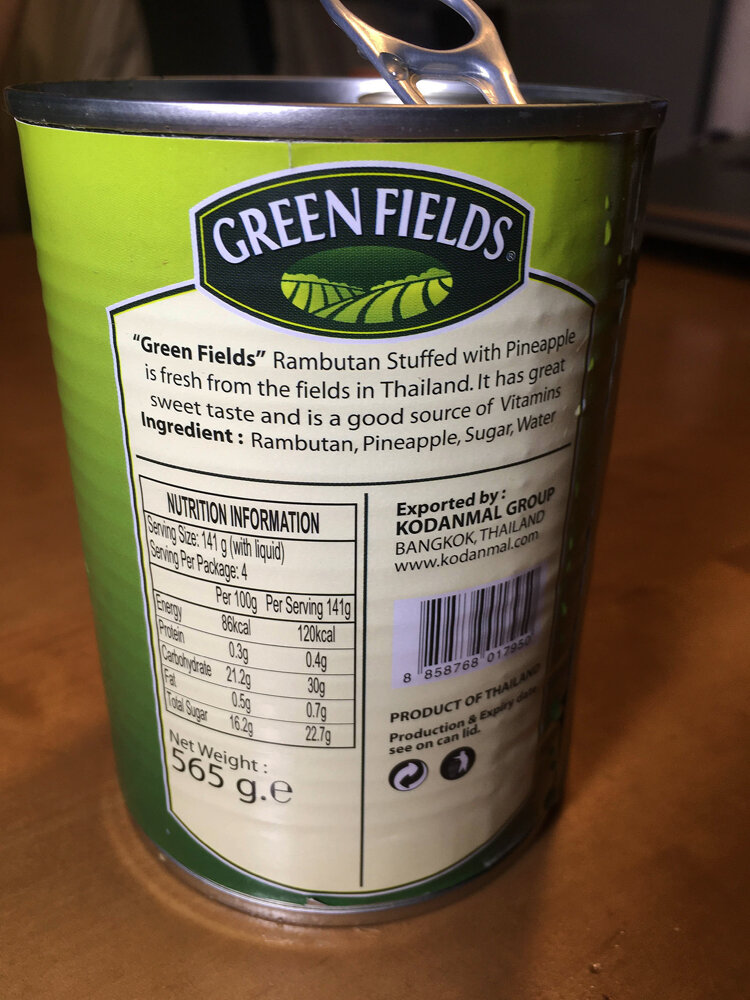 GREEN FIELDS®
"Green Fields" Rambutan Stuffed with Pineapple
is fresh from the fields in Thailand. It has great
sweet taste and is a good source of Vitamins
Ingredient : Rambutan, Pineapple, Sugar, Water
NUTRITION INFORMATION
Serving Size: 141 g (with liquid)
Serving Per Package: 4
Per 100g Per Serving 141g
Energy 86kcal 120kcal
Protein 0.3g 0.4g
Carbohydrate 21.2g 30g
Fat 0.5g 0.7g
Total Sugar 16.2g 22.7g
Net Weight :
565 g.e
Exported by :
KODANMAL GROUP
BANGKOK, THAILAND
www.kodanmal.com
8 858768 017950
PRODUCT OF THAILAND
Production & Expiry date
see on can lid.